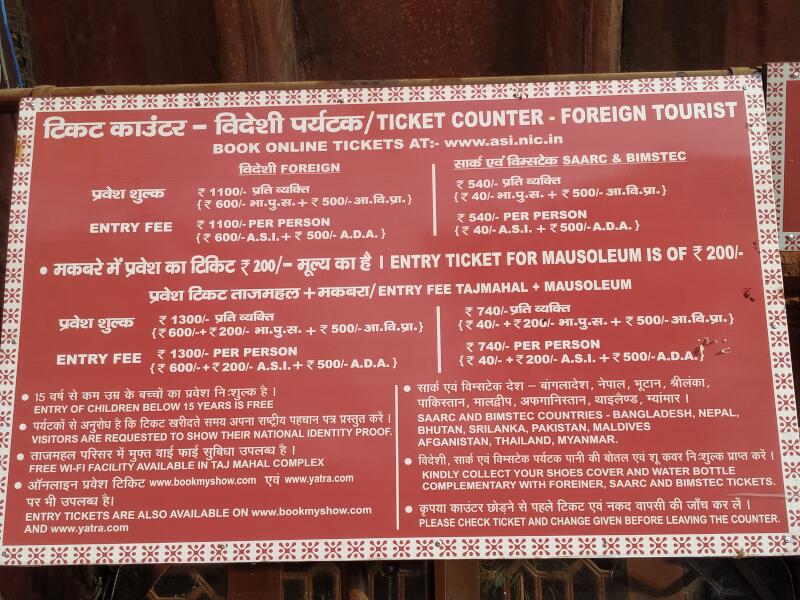 टिकट काउंटर – विदेशी पर्यटक/TICKET COUNTER - FOREIGN TOURIST
BOOK ONLINE TICKETS AT:- www.asi.nic.in
विदेशी FOREIGN
प्रवेश शुल्क
₹ 1100/- प्रति व्यक्ति
{ ₹ 600/- भा.पु.स. + ₹ 500/- आ.वि.प्रा. }
ENTRY FEE
₹ 1100/- PER PERSON
{ ₹ 600/- A.S.I. + ₹ 500/- A.D.A. }
सार्क एवं विम्सटेक SAARC & BIMSTEC
₹ 540/- प्रति व्यक्ति
{ ₹ 40/- भा.पु.स. + ₹ 500/- आ.वि.प्रा. }
₹ 540/- PER PERSON
{ ₹ 40/- A.S.I. + ₹ 500/- A.D.A. }
• मकबरे में प्रवेश का टिकिट ₹ 200/– मूल्य का है । ENTRY TICKET FOR MAUSOLEUM IS OF ₹ 200/-
प्रवेश टिकट ताजमहल + मकबरा/ ENTRY FEE TAJMAHAL + MAUSOLEUM
प्रवेश शुल्क
₹ 1300/- प्रति व्यक्ति
{ ₹ 600/- + ₹ 200/- भा.पु.स. + ₹ 500/- आ.वि.प्रा. }
ENTRY FEE
₹ 1300/- PER PERSON
{ ₹ 600/- + ₹ 200/- A.S.I. + ₹ 500/- A.D.A. }
₹ 740/- प्रति व्यक्ति
{ ₹ 40/- + ₹ 200/- भा.पु.स. + ₹ 500/- आ.वि.प्रा. }
₹ 740/- PER PERSON
{ ₹ 40/- + ₹ 200/- A.S.I. + ₹ 500/- A.D.A. }
• 15 वर्ष से कम उम्र के बच्चों का प्रवेश नि:शुल्क है ।
ENTRY OF CHILDREN BELOW 15 YEARS IS FREE
• पर्यटकों से अनुरोध है कि टिकट खरीदते समय अपना राष्ट्रीय पहचान पत्र प्रस्तुत करें ।
VISITORS ARE REQUESTED TO SHOW THEIR NATIONAL IDENTITY PROOF.
• ताजमहल परिसर में मुफ्त वाई फाई सुबिधा उपलब्ध है ।
FREE WI-FI FACILITY AVAILABLE IN TAJ MAHAL COMPLEX
• ऑनलाइन प्रवेश टिकिट www.bookmyshow.com एवं www.yatra.com
पर भी उपलब्ध है।
ENTRY TICKETS ARE ALSO AVAILABLE ON www.bookmyshow.com
AND www.yatra.com
• सार्क एवं विम्सटेक देश – बांगलादेश, नेपाल, भूटान, श्रीलंका,
पाकिस्तान, मालद्वीप, अफगानिस्तान, थाइलैण्ड, म्यांमार ।
SAARC AND BIMSTEC COUNTRIES - BANGLADESH, NEPAL,
BHUTAN, SRILANKA, PAKISTAN, MALDIVES
AFGANISTAN, THAILAND, MYANMAR.
• विदेशी, सार्क एवं विम्सटेक पर्यटक पानी की बोतल एवं शू कवर नि:शुल्क प्राप्त करें ।
KINDLY COLLECT YOUR SHOES COVER AND WATER BOTTLE
COMPLEMENTARY WITH FOREINER, SAARC AND BIMSTEC TICKETS.
• कृपया काउंटर छोड़ने से पहले टिकट एवं नकद वापसी की जाँच कर लें ।
PLEASE CHECK TICKET AND CHANGE GIVEN BEFORE LEAVING THE COUNTER.